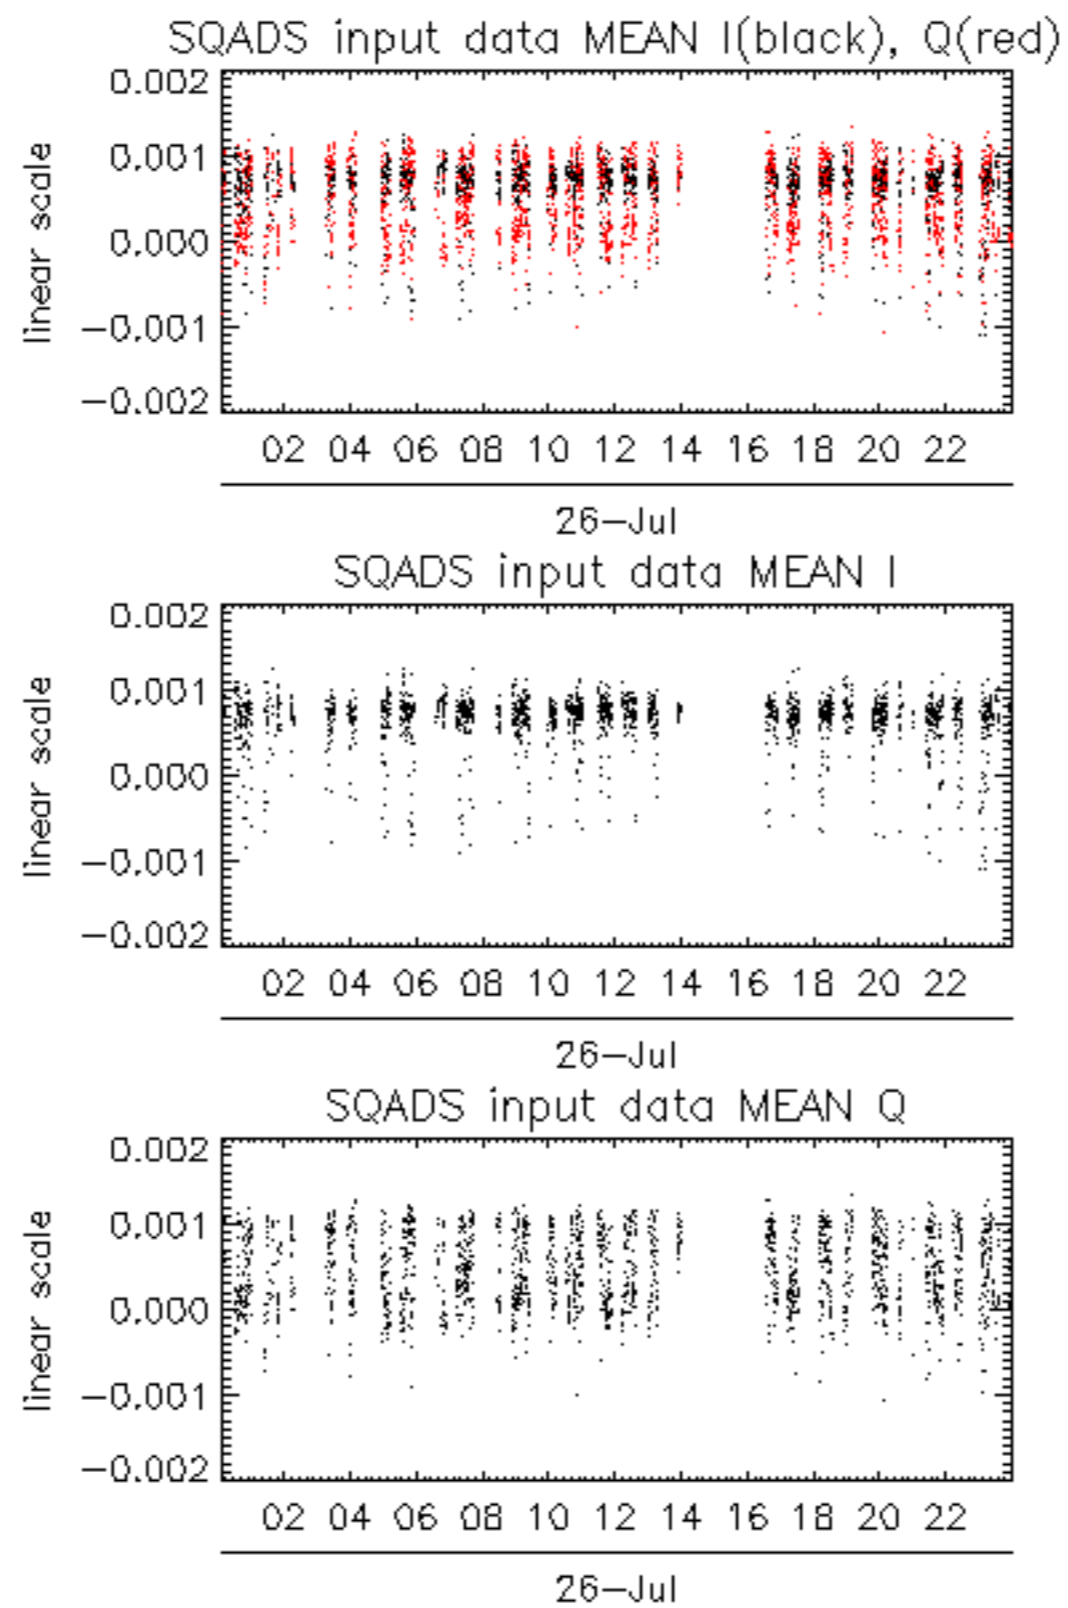 SQADS input data MEAN I(black), Q(red)
0.002
0.001
0.000
−0.001
−0.002
linear scale
02 04 06 08 10 12 14 16 18 20 22
26−Jul
SQADS input data MEAN I
0.002
0.001
0.000
−0.001
−0.002
linear scale
02 04 06 08 10 12 14 16 18 20 22
26−Jul
SQADS input data MEAN Q
0.002
0.001
0.000
−0.001
−0.002
linear scale
02 04 06 08 10 12 14 16 18 20 22
26−Jul